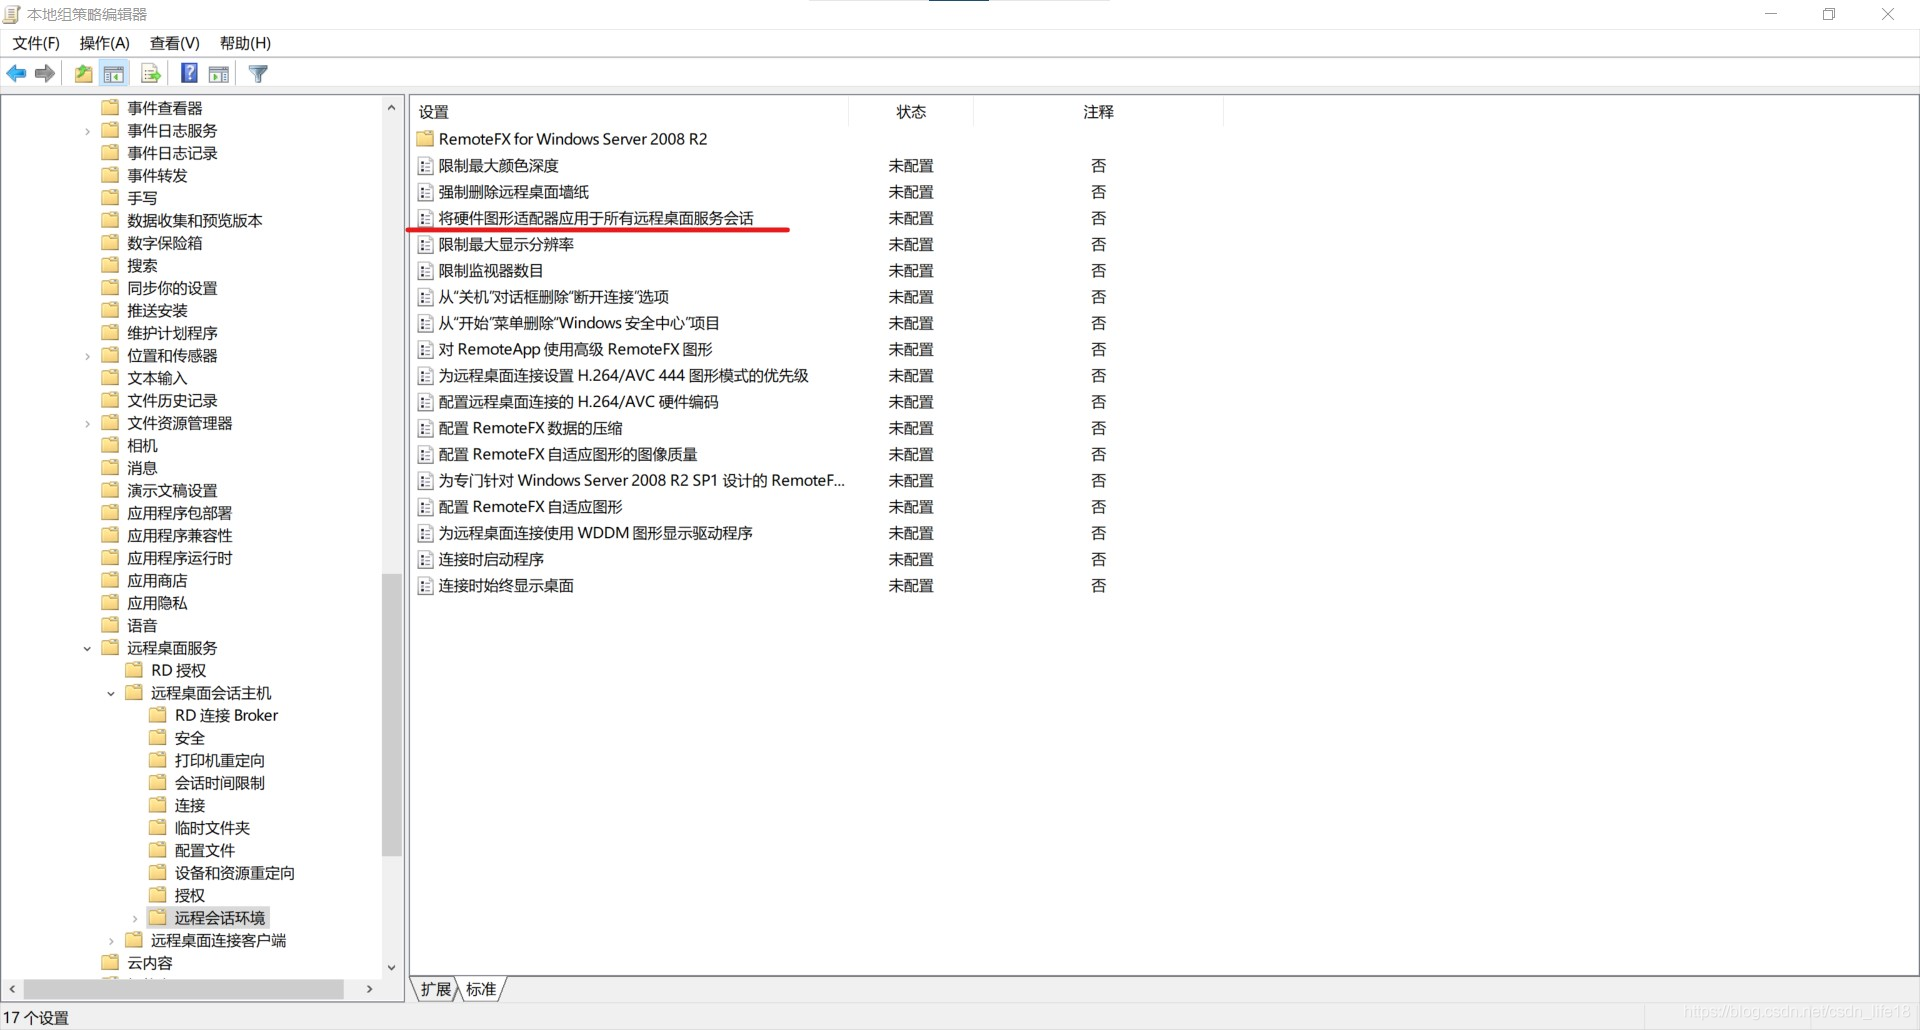 本地组策略编辑器
文件(F) 操作(A) 查看(V) 帮助(H)
事件查看器
事件日志服务
事件日志记录
事件转发
手写
数据收集和预览版本
数字保险箱
搜索
同步你的设置
推送安装
维护计划程序
位置和传感器
文本输入
文件历史记录
文件资源管理器
相机
消息
演示文稿设置
应用程序包部署
应用程序兼容性
应用程序运行时
应用商店
应用隐私
语音
远程桌面服务
RD 授权
远程桌面会话主机
RD 连接 Broker
安全
打印机重定向
会话时间限制
连接
临时文件夹
配置文件
设备和资源重定向
授权
远程会话环境
远程桌面连接客户端
云内容
设置 状态 注释
RemoteFX for Windows Server 2008 R2
限制最大颜色深度 未配置 否
强制删除远程桌面墙纸 未配置 否
将硬件图形适配器应用于所有远程桌面服务会话 未配置 否
限制最大显示分辨率 未配置 否
限制监视器数目 未配置 否
从“关机”对话框删除“断开连接”选项 未配置 否
从“开始”菜单删除“Windows 安全中心”项目 未配置 否
对 RemoteApp 使用高级 RemoteFX 图形 未配置 否
为远程桌面连接设置 H.264/AVC 444 图形模式的优先级 未配置 否
配置远程桌面连接的 H.264/AVC 硬件编码 未配置 否
配置 RemoteFX 数据的压缩 未配置 否
配置 RemoteFX 自适应图形的图像质量 未配置 否
为专门针对 Windows Server 2008 R2 SP1 设计的 RemoteF... 未配置 否
配置 RemoteFX 自适应图形 未配置 否
为远程桌面连接使用 WDDM 图形显示驱动程序 未配置 否
连接时启动程序 未配置 否
连接时始终显示桌面 未配置 否
扩展 标准
17 个设置
https://blog.csdn.net/csdn_life18